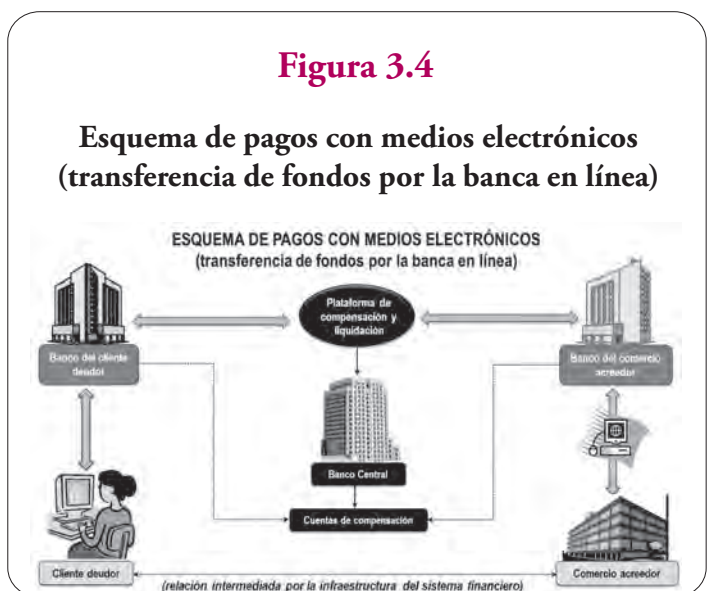 Figura 3.4
Esquema de pagos con medios electrónicos
(transferencia de fondos por la banca en línea)
ESQUEMA DE PAGOS CON MEDIOS ELECTRÓNICOS
(transferencia de fondos por la banca en línea)
Plataforma de
compensación y
liquidación
Banco del cliente
deudor
Banco del comercio
acreedor
Banco Central
Cuentas de compensación
Cliente deudor
Comercio acreedor
(relación intermediada por la infraestructura del sistema financiero)